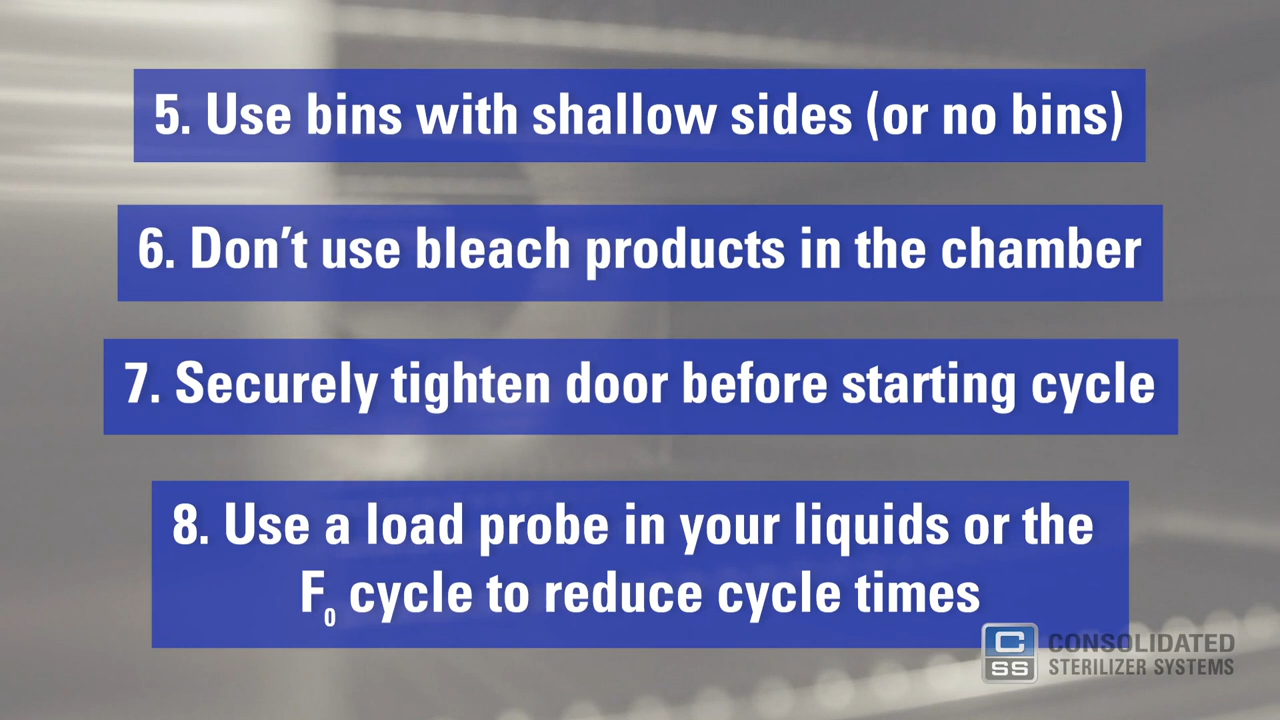 5. Use bins with shallow sides (or no bins)
6. Don’t use bleach products in the chamber
7. Securely tighten door before starting cycle
8. Use a load probe in your liquids or the
F₀ cycle to reduce cycle times
C
SS
CONSOLIDATED
STERILIZER SYSTEMS